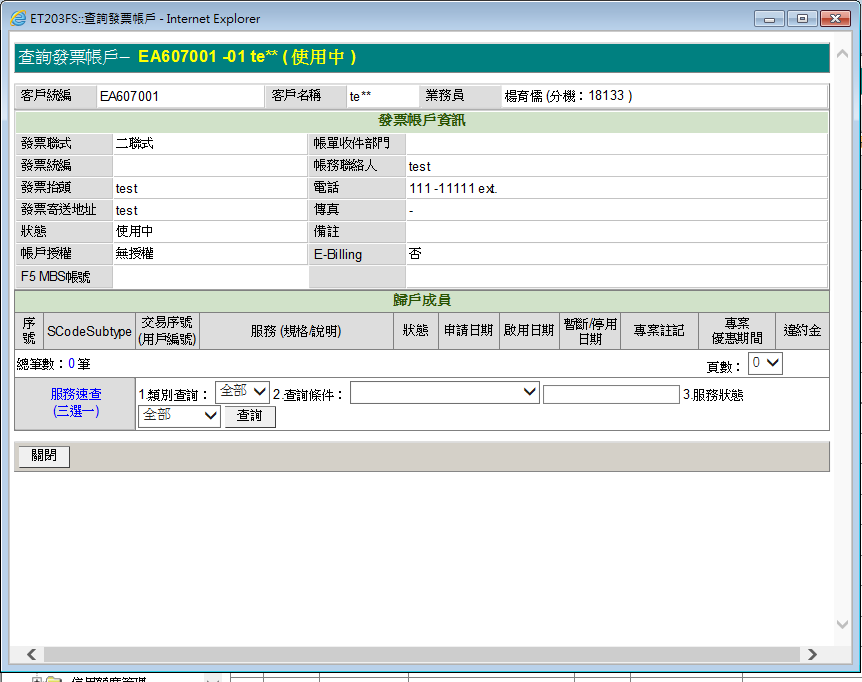 ET203FS::查詢發票帳戶 - Internet Explorer
查詢發票帳戶-- EA607001 -01 te** ( 使用中 )
客戶統編 EA607001 客戶名稱 te** 業務員 楊育儒 (分機：18133 )
發票帳戶資訊
發票聯式 二聯式 帳單收件部門
發票統編 帳務聯絡人 test
發票抬頭 test 電話 111 -11111 ext.
發票寄送地址 test 傳真 -
狀態 使用中 備註
帳戶授權 無授權 E-Billing 否
F5 MBS帳號
歸戶成員
序號 SCodeSubtype 交易序號(用戶編號) 服務 (規格/說明) 狀態 申請日期 啟用日期 暫斷/停用日期 專案註記 專案優惠期間 違約金
總筆數：0 筆 頁數： 0
服務速查(三選一) 1.類別查詢： 全部 2.查詢條件： 3.服務狀態
全部 查詢
關閉